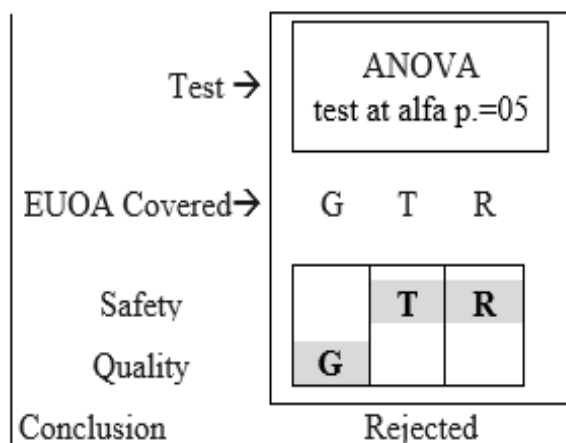 ANOVA
Test → test at alfa p.=05
EUOA Covered→ G T R
Safety T R
Quality G
Conclusion Rejected